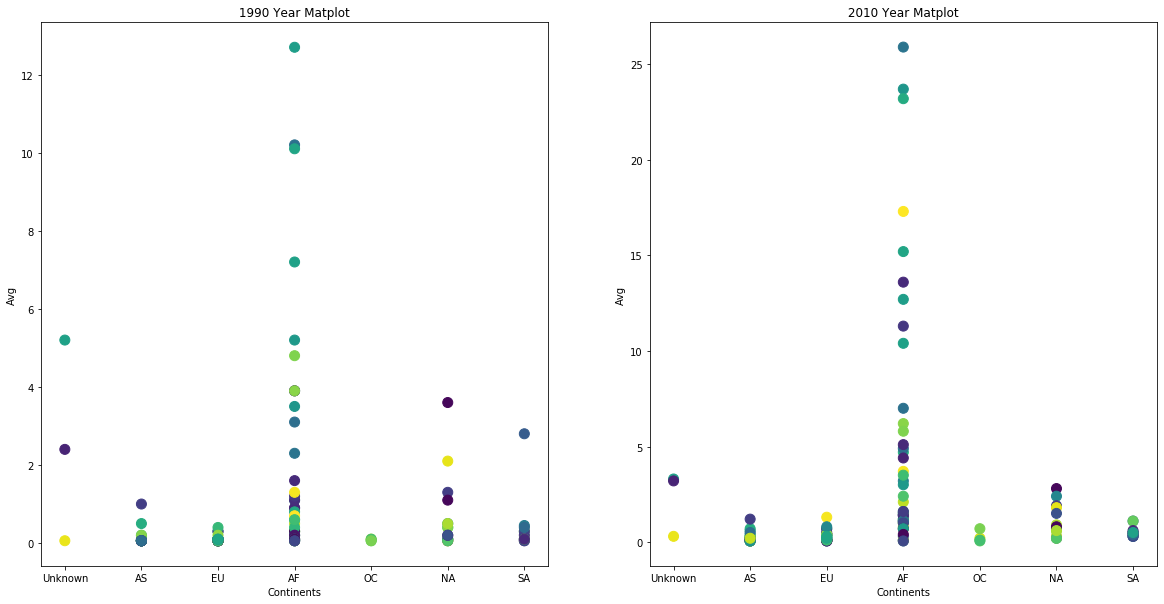 1990 Year Matplot
12
10
8
6
4
2
0
Avg
Unknown AS EU AF OC NA SA
Continents
2010 Year Matplot
25
20
15
10
5
0
Avg
Unknown AS EU AF OC NA SA
Continents